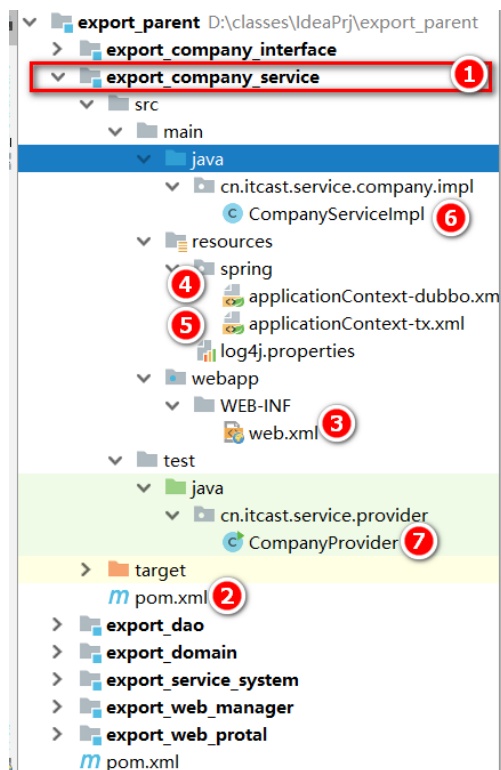 export_parent D:\classes\IdeaPrj\export_parent
export_company_interface
export_company_service 1
src
main
java
cn.itcast.service.company.impl
CompanyServiceImpl 6
resources
spring
4 applicationContext-dubbo.xm
5 applicationContext-tx.xml
log4j.properties
webapp
WEB-INF
web.xml 3
test
java
cn.itcast.service.provider
CompanyProvider 7
target
m pom.xml 2
export_dao
export_domain
export_service_system
export_web_manager
export_web_protal
m pom.xml